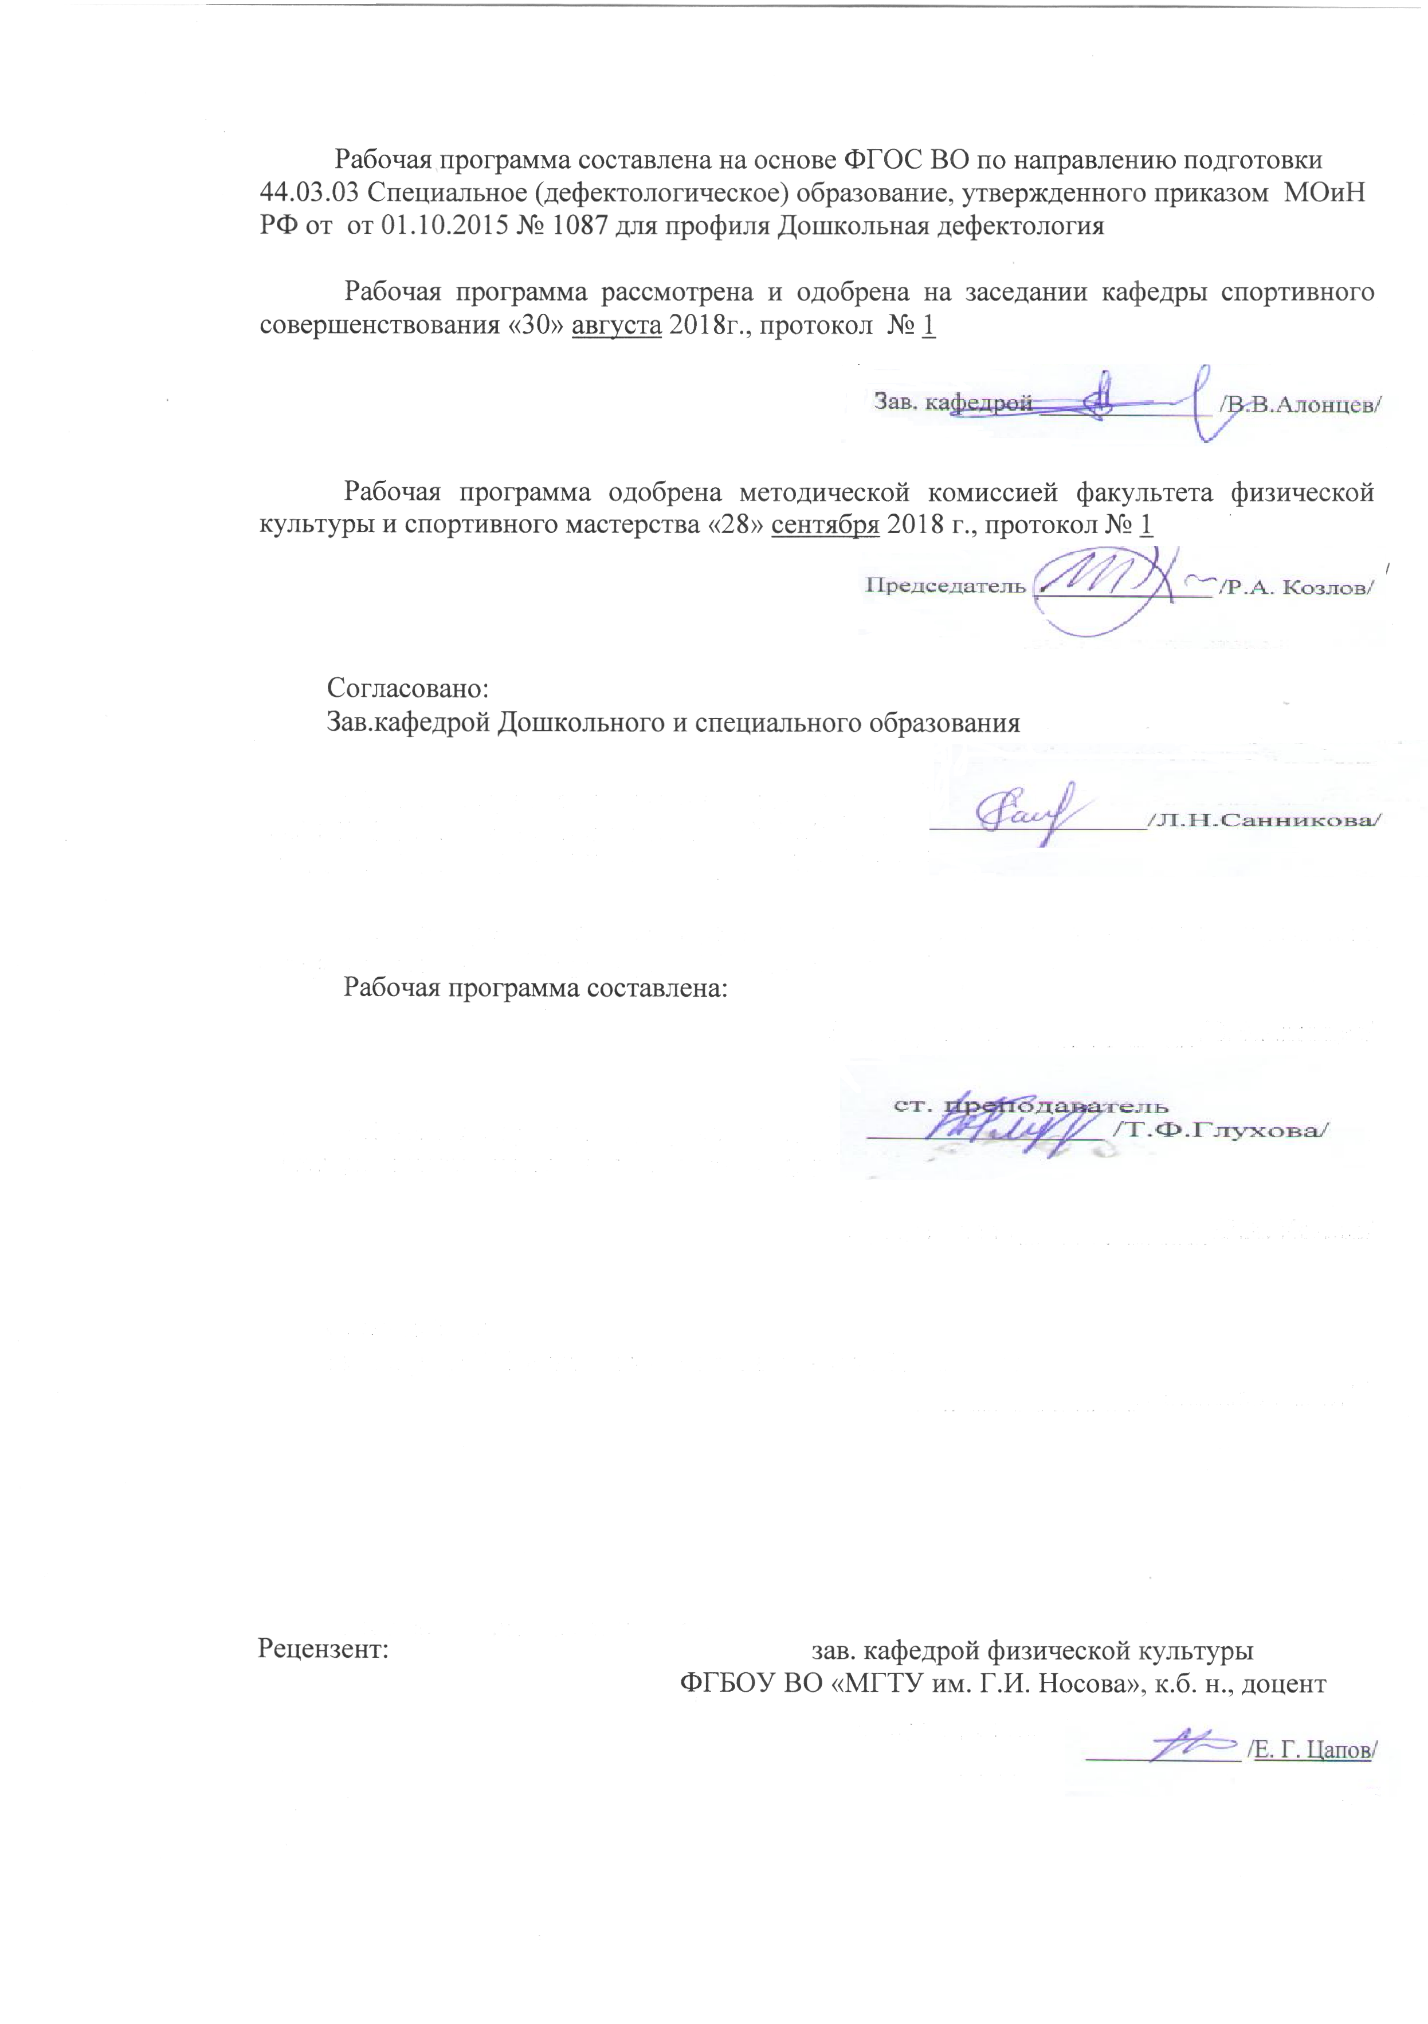 Рабочая программа составлена на основе ФГОС ВО по направлению подготовки
44.03.03 Специальное (дефектологическое) образование, утвержденного приказом МОиН
РФ от от 01.10.2015 № 1087 для профиля Дошкольная дефектология
Рабочая программа рассмотрена и одобрена на заседании кафедры спортивного
совершенствования «30» августа 2018г., протокол № 1
Зав. кафедрой /В.В.Алонцев/
Рабочая программа одобрена методической комиссией факультета физической
культуры и спортивного мастерства «28» сентября 2018 г., протокол № 1
Председатель /Р.А. Козлов/
Согласовано:
Зав.кафедрой Дошкольного и специального образования
/Л.Н.Санникова/
Рабочая программа составлена:
ст. преподаватель
/Т.Ф.Глухова/
Рецензент: зав. кафедрой физической культуры
ФГБОУ ВО «МГТУ им. Г.И. Носова», к.б. н., доцент
/Е. Г. Цапов/